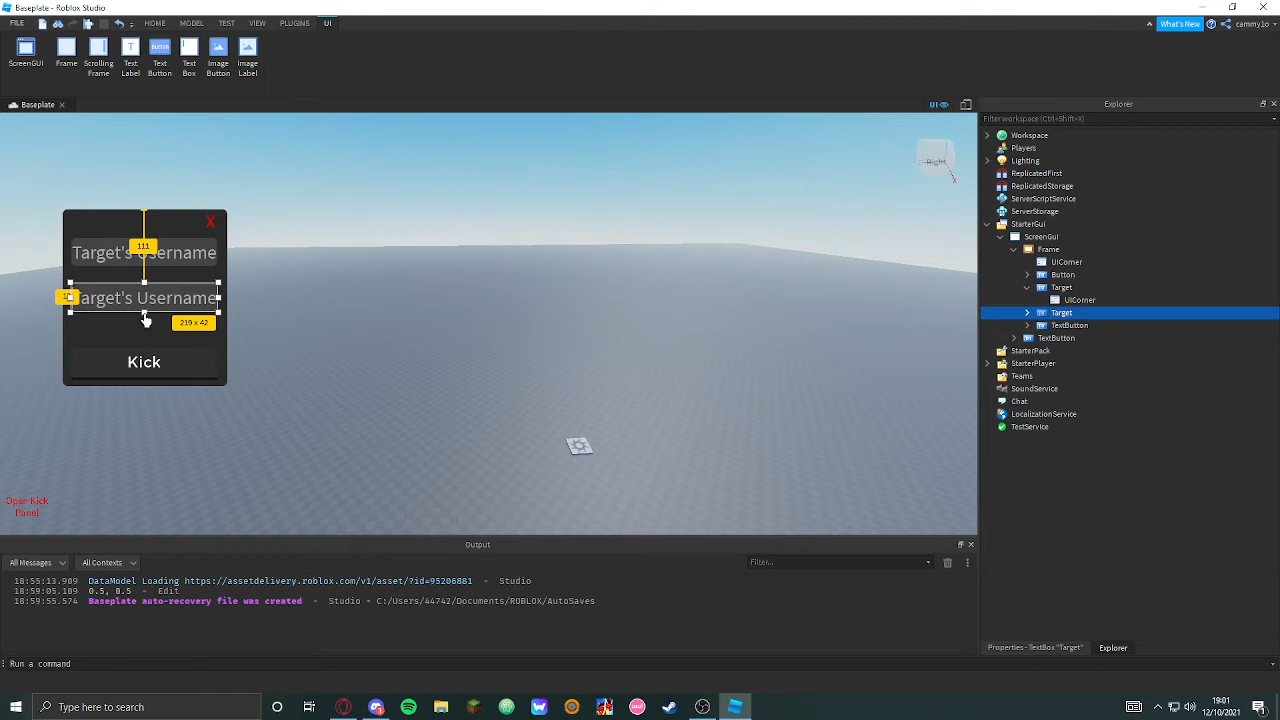 Baseplate - Roblox Studio
FILE HOME MODEL TEST VIEW PLUGINS UI What's New cammylo
ScreenGUI Frame Scrolling Frame Text Label Text Button Text Box Image Button Image Label
Baseplate UI
Explorer
Filter workspace (Ctrl+Shift+X)
Workspace
Players
Lighting
ReplicatedFirst
ReplicatedStorage
ServerScriptService
ServerStorage
StarterGui
ScreenGui
Frame
UICorner
Button
Target
UICorner
Target
TextButton
TextButton
StarterPack
StarterPlayer
Teams
SoundService
Chat
LocalizationService
TestService
Right
X
X
111
Target's Username
Target's Username
219 x 42
Kick
Open Kick
Panel
Output
All Messages All Contexts Filter...
18:55:13.909 DataModel Loading https://assetdelivery.roblox.com/v1/asset/?id=95206881 - Studio
18:59:05.109 0.5, 0.5 - Edit
18:59:55.574 Baseplate auto-recovery file was created - Studio - C:/Users/44742/Documents/ROBLOX/AutoSaves
Properties - TextBox "Target" Explorer
Run a command
Type here to search
19:01
12/10/2021